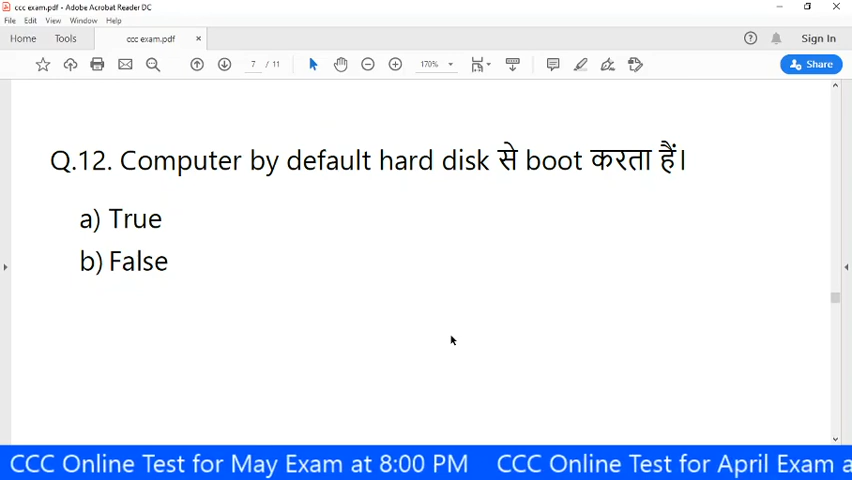 ccc exam.pdf - Adobe Acrobat Reader DC
File Edit View Window Help
Home Tools ccc exam.pdf × Sign In
7 / 11 170% Share
Q.12. Computer by default hard disk से boot करता हैं।
a) True
b) False
CCC Online Test for May Exam at 8:00 PM CCC Online Test for April Exam a